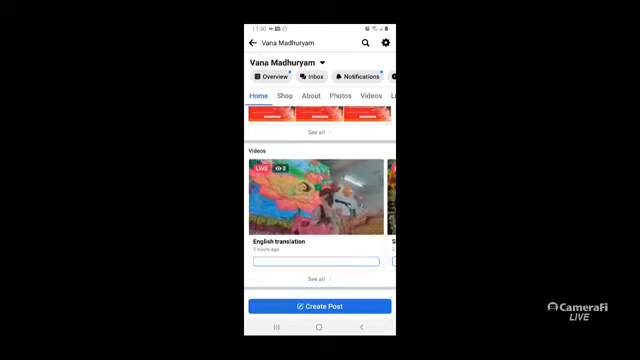 11:30
Vana Madhuryam
Vana Madhuryam
Overview Inbox Notifications
Home Shop About Photos Videos
See all
Videos
LIVE 2
English translation
2 hours ago
See all
Create Post
CameraFi
LIVE